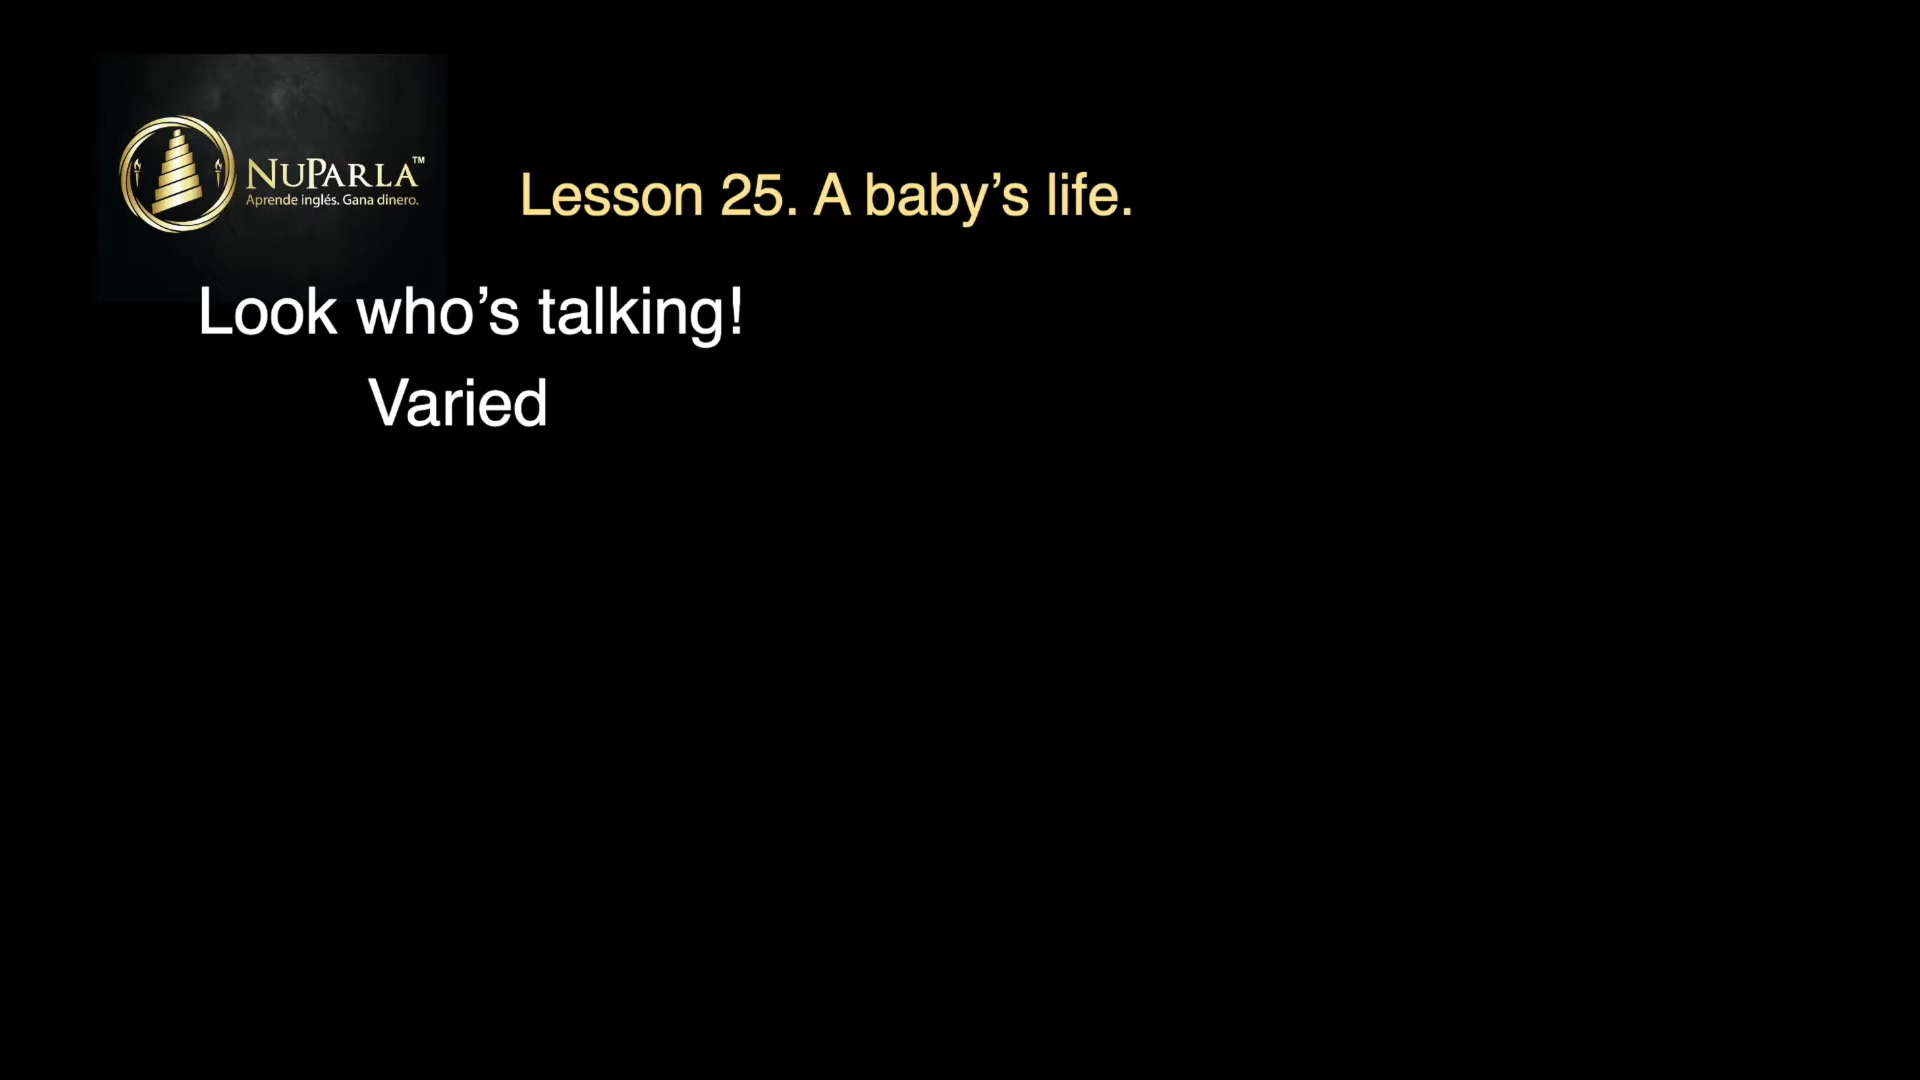 NUPARLA™
Aprende inglés. Gana dinero.
Lesson 25. A baby’s life.
Look who’s talking!
Varied